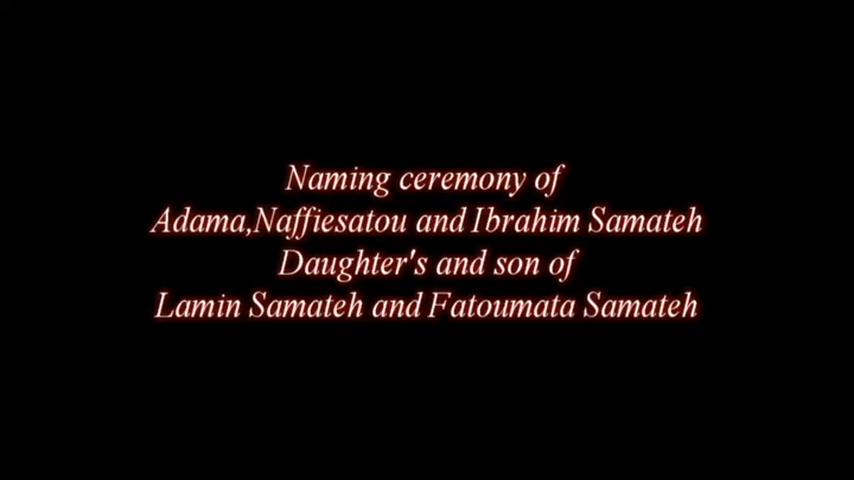 Naming ceremony of
Adama,Naffiesatou and Ibrahim Samateh
Daughter's and son of
Lamin Samateh and Fatoumata Samateh